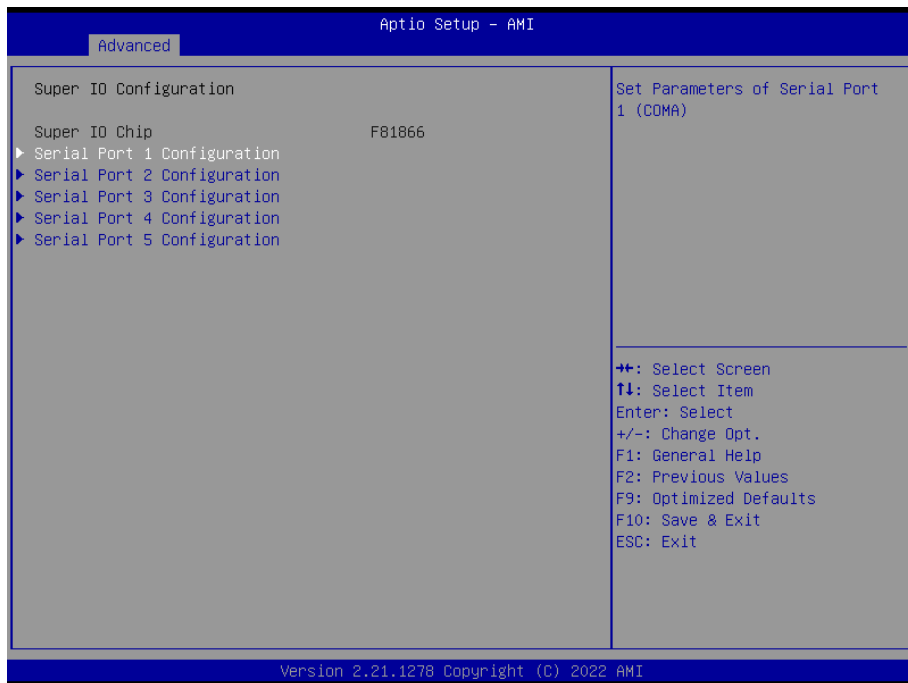 Aptio Setup - AMI
Advanced
Super IO Configuration
Super IO Chip F81866
▶ Serial Port 1 Configuration
▶ Serial Port 2 Configuration
▶ Serial Port 3 Configuration
▶ Serial Port 4 Configuration
▶ Serial Port 5 Configuration
Set Parameters of Serial Port
1 (COMA)
→←: Select Screen
↑↓: Select Item
Enter: Select
+/-: Change Opt.
F1: General Help
F2: Previous Values
F9: Optimized Defaults
F10: Save & Exit
ESC: Exit
Version 2.21.1278 Copyright (C) 2022 AMI